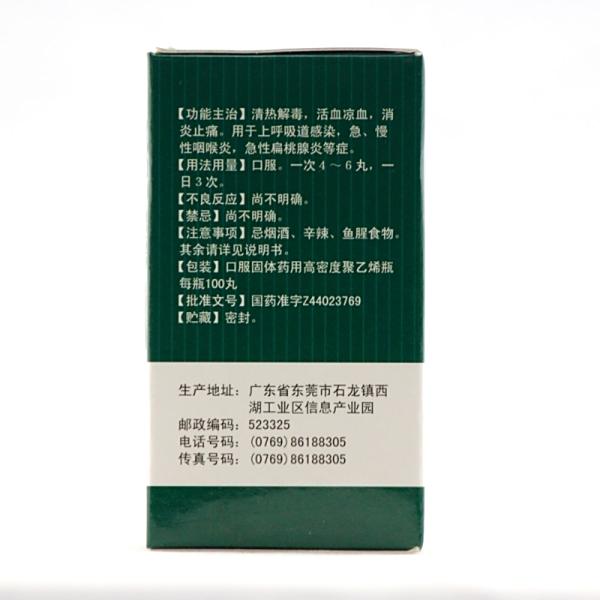 【功能主治】清热解毒，活血凉血，消
炎止痛。用于上呼吸道感染，急、慢
性咽喉炎，急性扁桃腺炎等症。
【用法用量】口服。一次4～6丸，一
日3次。
【不良反应】尚不明确。
【禁忌】尚不明确。
【注意事项】忌烟酒、辛辣、鱼腥食物。
其余请详见说明书。
【包装】口服固体药用高密度聚乙烯瓶
每瓶100丸
【批准文号】国药准字Z44023769
【贮藏】密封。
生产地址：广东省东莞市石龙镇西
湖工业区信息产业园
邮政编码：523325
电话号码：(0769)86188305
传真号码：(0769)86188305